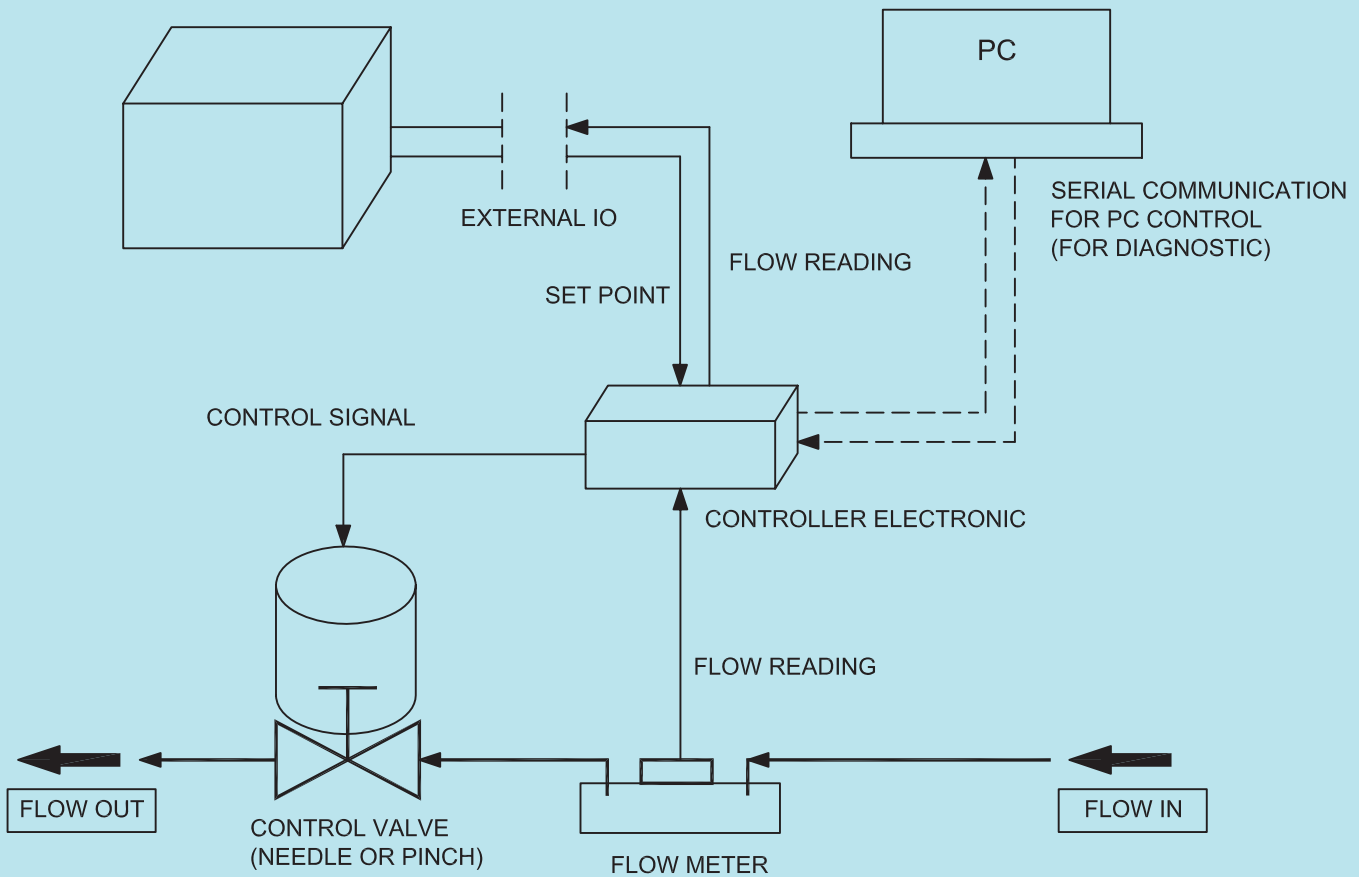 PC
SERIAL COMMUNICATION
FOR PC CONTROL
(FOR DIAGNOSTIC)
EXTERNAL IO
FLOW READING
SET POINT
CONTROL SIGNAL
CONTROLLER ELECTRONIC
FLOW READING
FLOW OUT
FLOW IN
CONTROL VALVE
(NEEDLE OR PINCH)
FLOW METER